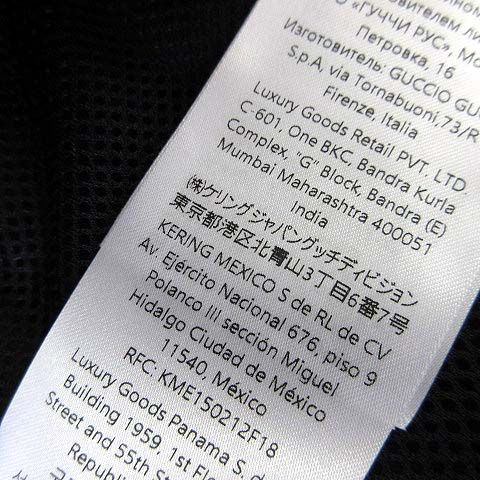 О «ГУЧЧИ РУС», Мо
Петровка. 16
Изготовитель: GUCCIO GU
S.p.A, via Tornabuoni,73/R
Firenze, Italia
Luxury Goods Retail PVT. LTD
C-601, One BKC, Bandra Kurla
Complex, "G" Block, Bandra (E)
Mumbai Maharashtra 400051
India
(株)ケリングジャパングッチディビジョン
東京都港区北青山3丁目6番7号
KERING MEXICO S de RL de CV
Av. Ejército Nacional 676, piso 9
Polanco III sección Miguel
Hidalgo Ciudad de México
11540, México
RFC: KME150212F18
Luxury Goods Panama S. d
Building 1959, 1st Flo
Street and 55th Str
Republi